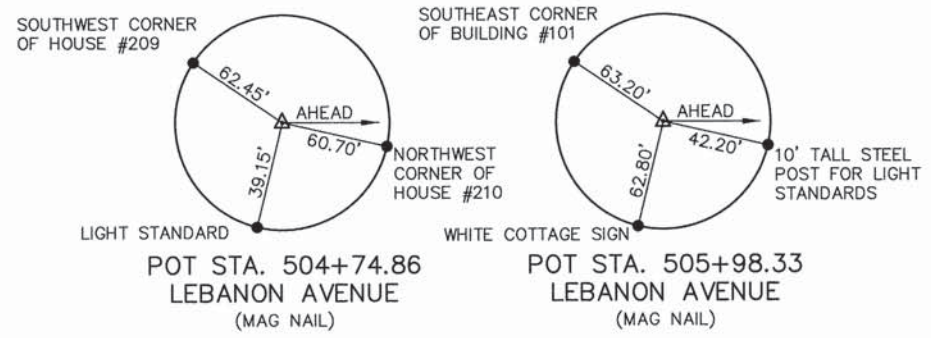 SOUTHWEST CORNER
OF HOUSE #209
62.45'
AHEAD
60.70'
39.15'
NORTHWEST
CORNER OF
HOUSE #210
LIGHT STANDARD
POT STA. 504+74.86
LEBANON AVENUE
(MAG NAIL)
SOUTHEAST CORNER
OF BUILDING #101
63.20'
AHEAD
42.20'
62.80'
10' TALL STEEL
POST FOR LIGHT
STANDARDS
WHITE COTTAGE SIGN
POT STA. 505+98.33
LEBANON AVENUE
(MAG NAIL)